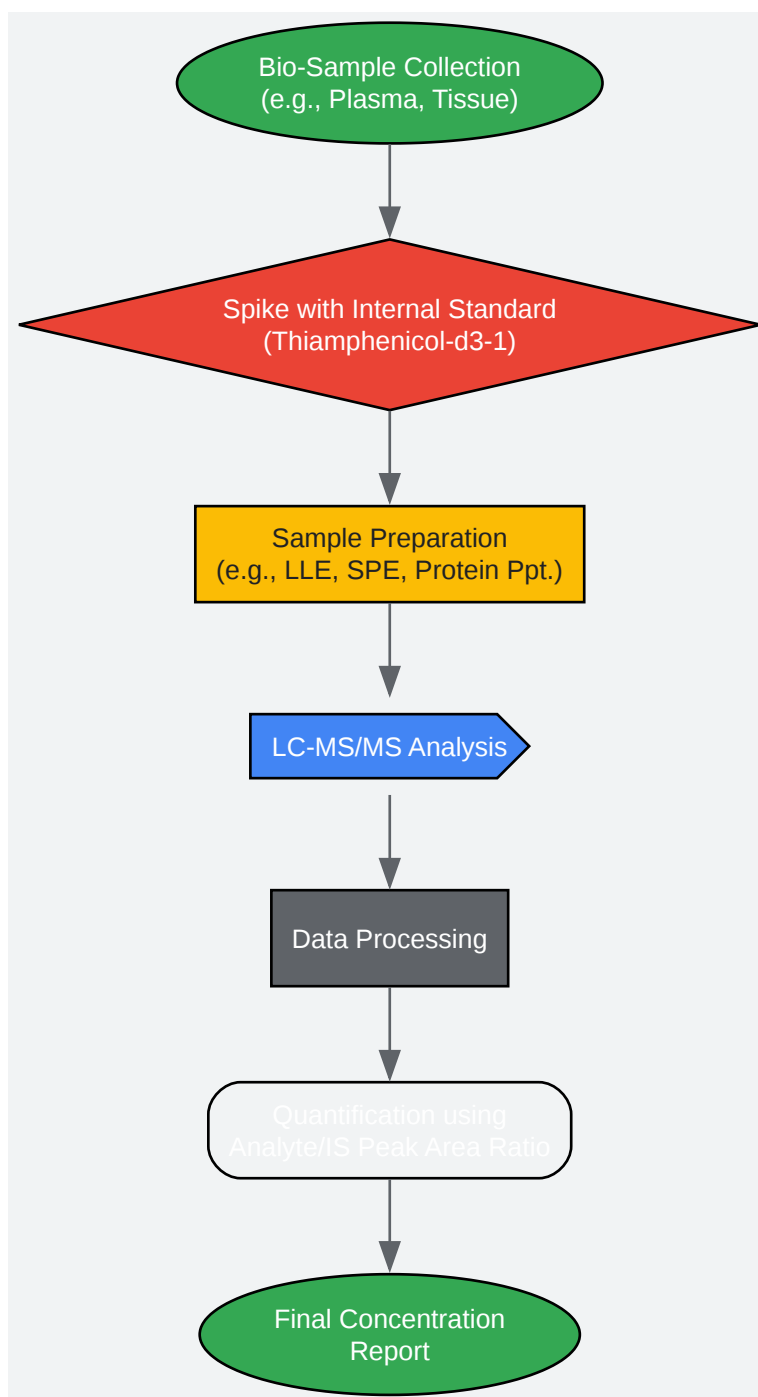 Bio-Sample Collection
(e.g., Plasma, Tissue)
Spike with Internal Standard
(Thiamphenicol-d3-1)
Sample Preparation
(e.g., LLE, SPE, Protein Ppt.)
LC-MS/MS Analysis
Data Processing
Quantification using
Analyte/IS Peak Area Ratio
Final Concentration
Report